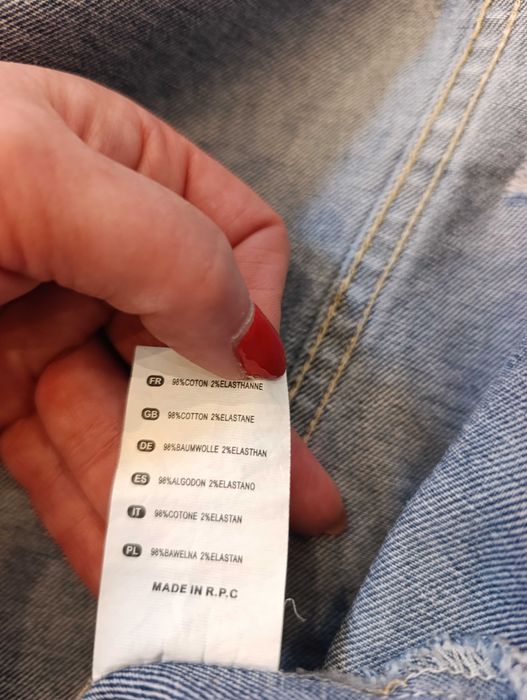 FR 98%COTON 2%ELASTHANNE
GB 98%COTTON 2%ELASTANE
DE 98%BAUMWOLLE 2%ELASTHAN
ES 98%ALGODON 2%ELASTANO
IT 98%COTONE 2%ELASTAN
PL 98%BAWELNA 2%ELASTAN
MADE IN R.P.C